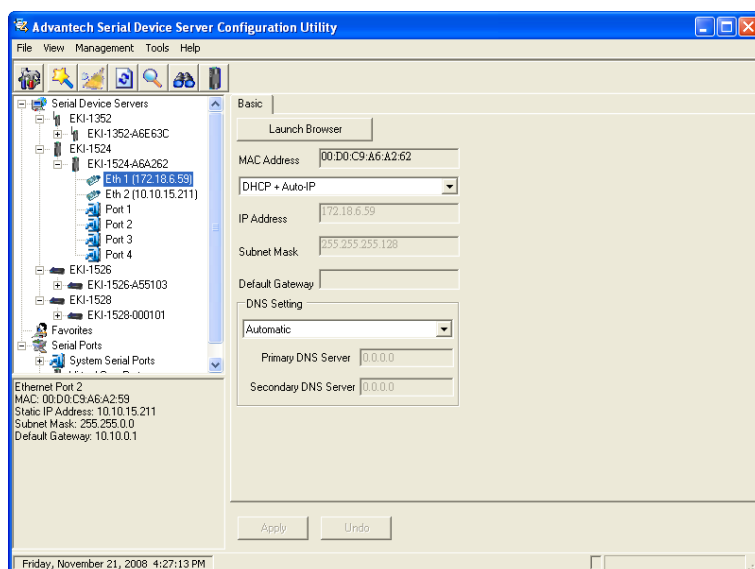 Advantech Serial Device Server Configuration Utility
File View Management Tools Help
Serial Device Servers
EKI-1352
EKI-1352-A6E63C
EKI-1524
EKI-1524-A6A262
Eth 1 (172.18.6.59)
Eth 2 (10.10.15.211)
Port 1
Port 2
Port 3
Port 4
EKI-1526
EKI-1526-A55103
EKI-1528
EKI-1528-000101
Favorites
Serial Ports
System Serial Ports
Ethernet Port 2
MAC: 00:D0:C9:A6:A2:59
Static IP Address: 10.10.15.211
Subnet Mask: 255.255.0.0
Default Gateway: 10.10.0.1
Basic
Launch Browser
MAC Address 00:D0:C9:A6:A2:62
DHCP + Auto-IP
IP Address 172.18.6.59
Subnet Mask 255.255.255.128
Default Gateway
DNS Setting
Automatic
Primary DNS Server 0.0.0.0
Secondary DNS Server 0.0.0.0
Apply Undo
Friday, November 21, 2008 4:27:13 PM